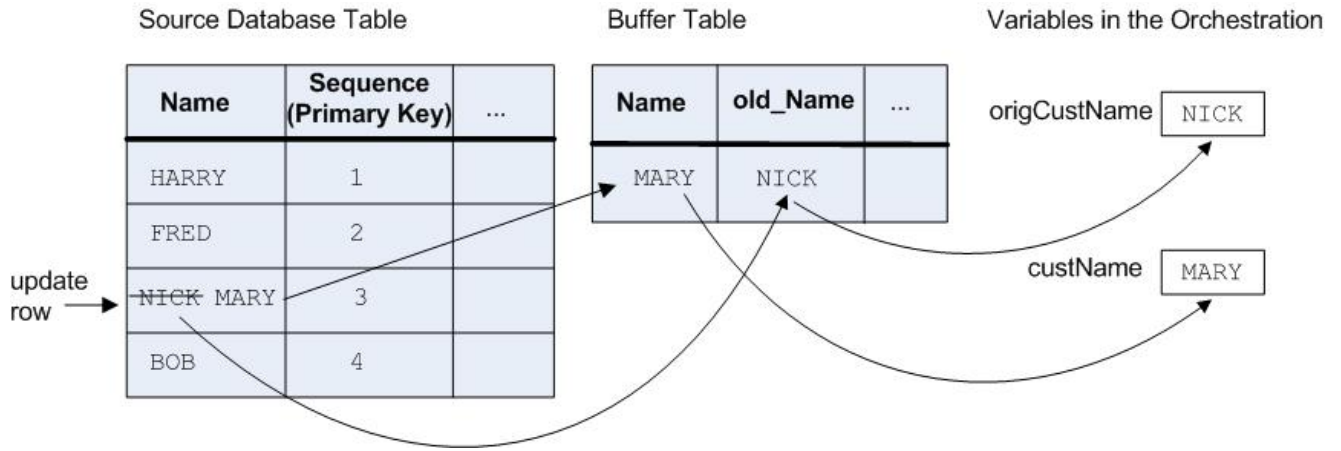 Source Database Table
Buffer Table
Variables in the Orchestration
Name
Sequence
(Primary Key)
...
HARRY
1
FRED
2
update
row
NICK MARY
3
BOB
4
Name
old_Name
...
MARY
NICK
origCustName
NICK
custName
MARY